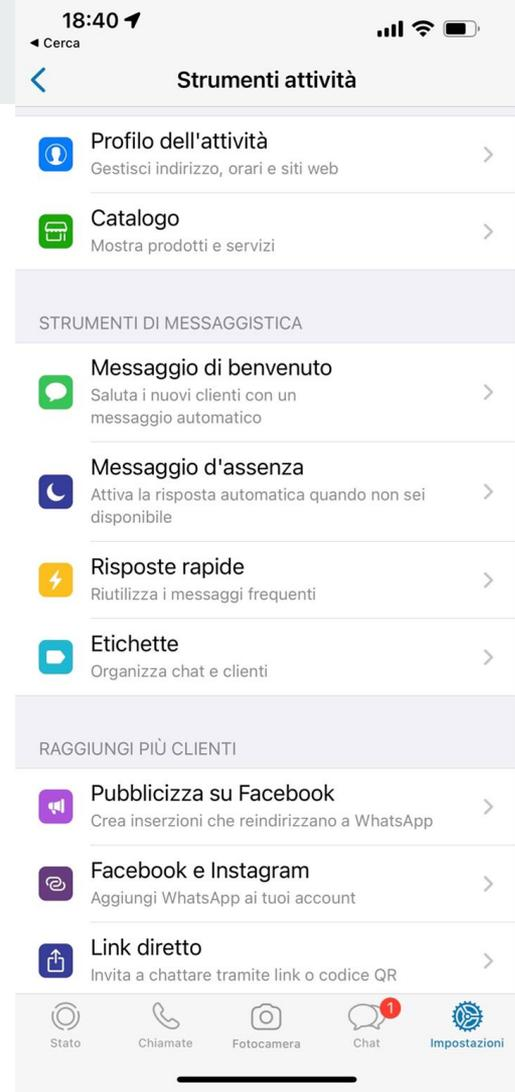 18:40
◀ Cerca
Strumenti attività
Profilo dell'attività
Gestisci indirizzo, orari e siti web
Catalogo
Mostra prodotti e servizi
STRUMENTI DI MESSAGGISTICA
Messaggio di benvenuto
Saluta i nuovi clienti con un
messaggio automatico
Messaggio d'assenza
Attiva la risposta automatica quando non sei
disponibile
Risposte rapide
Riutilizza i messaggi frequenti
Etichette
Organizza chat e clienti
RAGGIUNGI PIÙ CLIENTI
Pubblicizza su Facebook
Crea inserzioni che reindirizzano a WhatsApp
Facebook e Instagram
Aggiungi WhatsApp ai tuoi account
Link diretto
Invita a chattare tramite link o codice QR
1
Stato Chiamate Fotocamera Chat Impostazioni